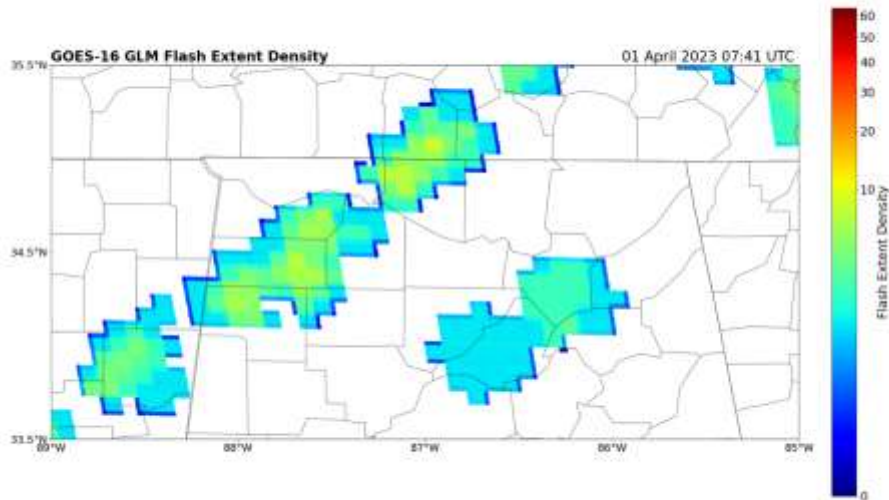 GOES-16 GLM Flash Extent Density 01 April 2023 07:41 UTC
35.5°N
34.5°N
33.5°N
89°W 88°W 87°W 86°W 85°W
60
50
40
30
20
10
0
Flash Extent Density